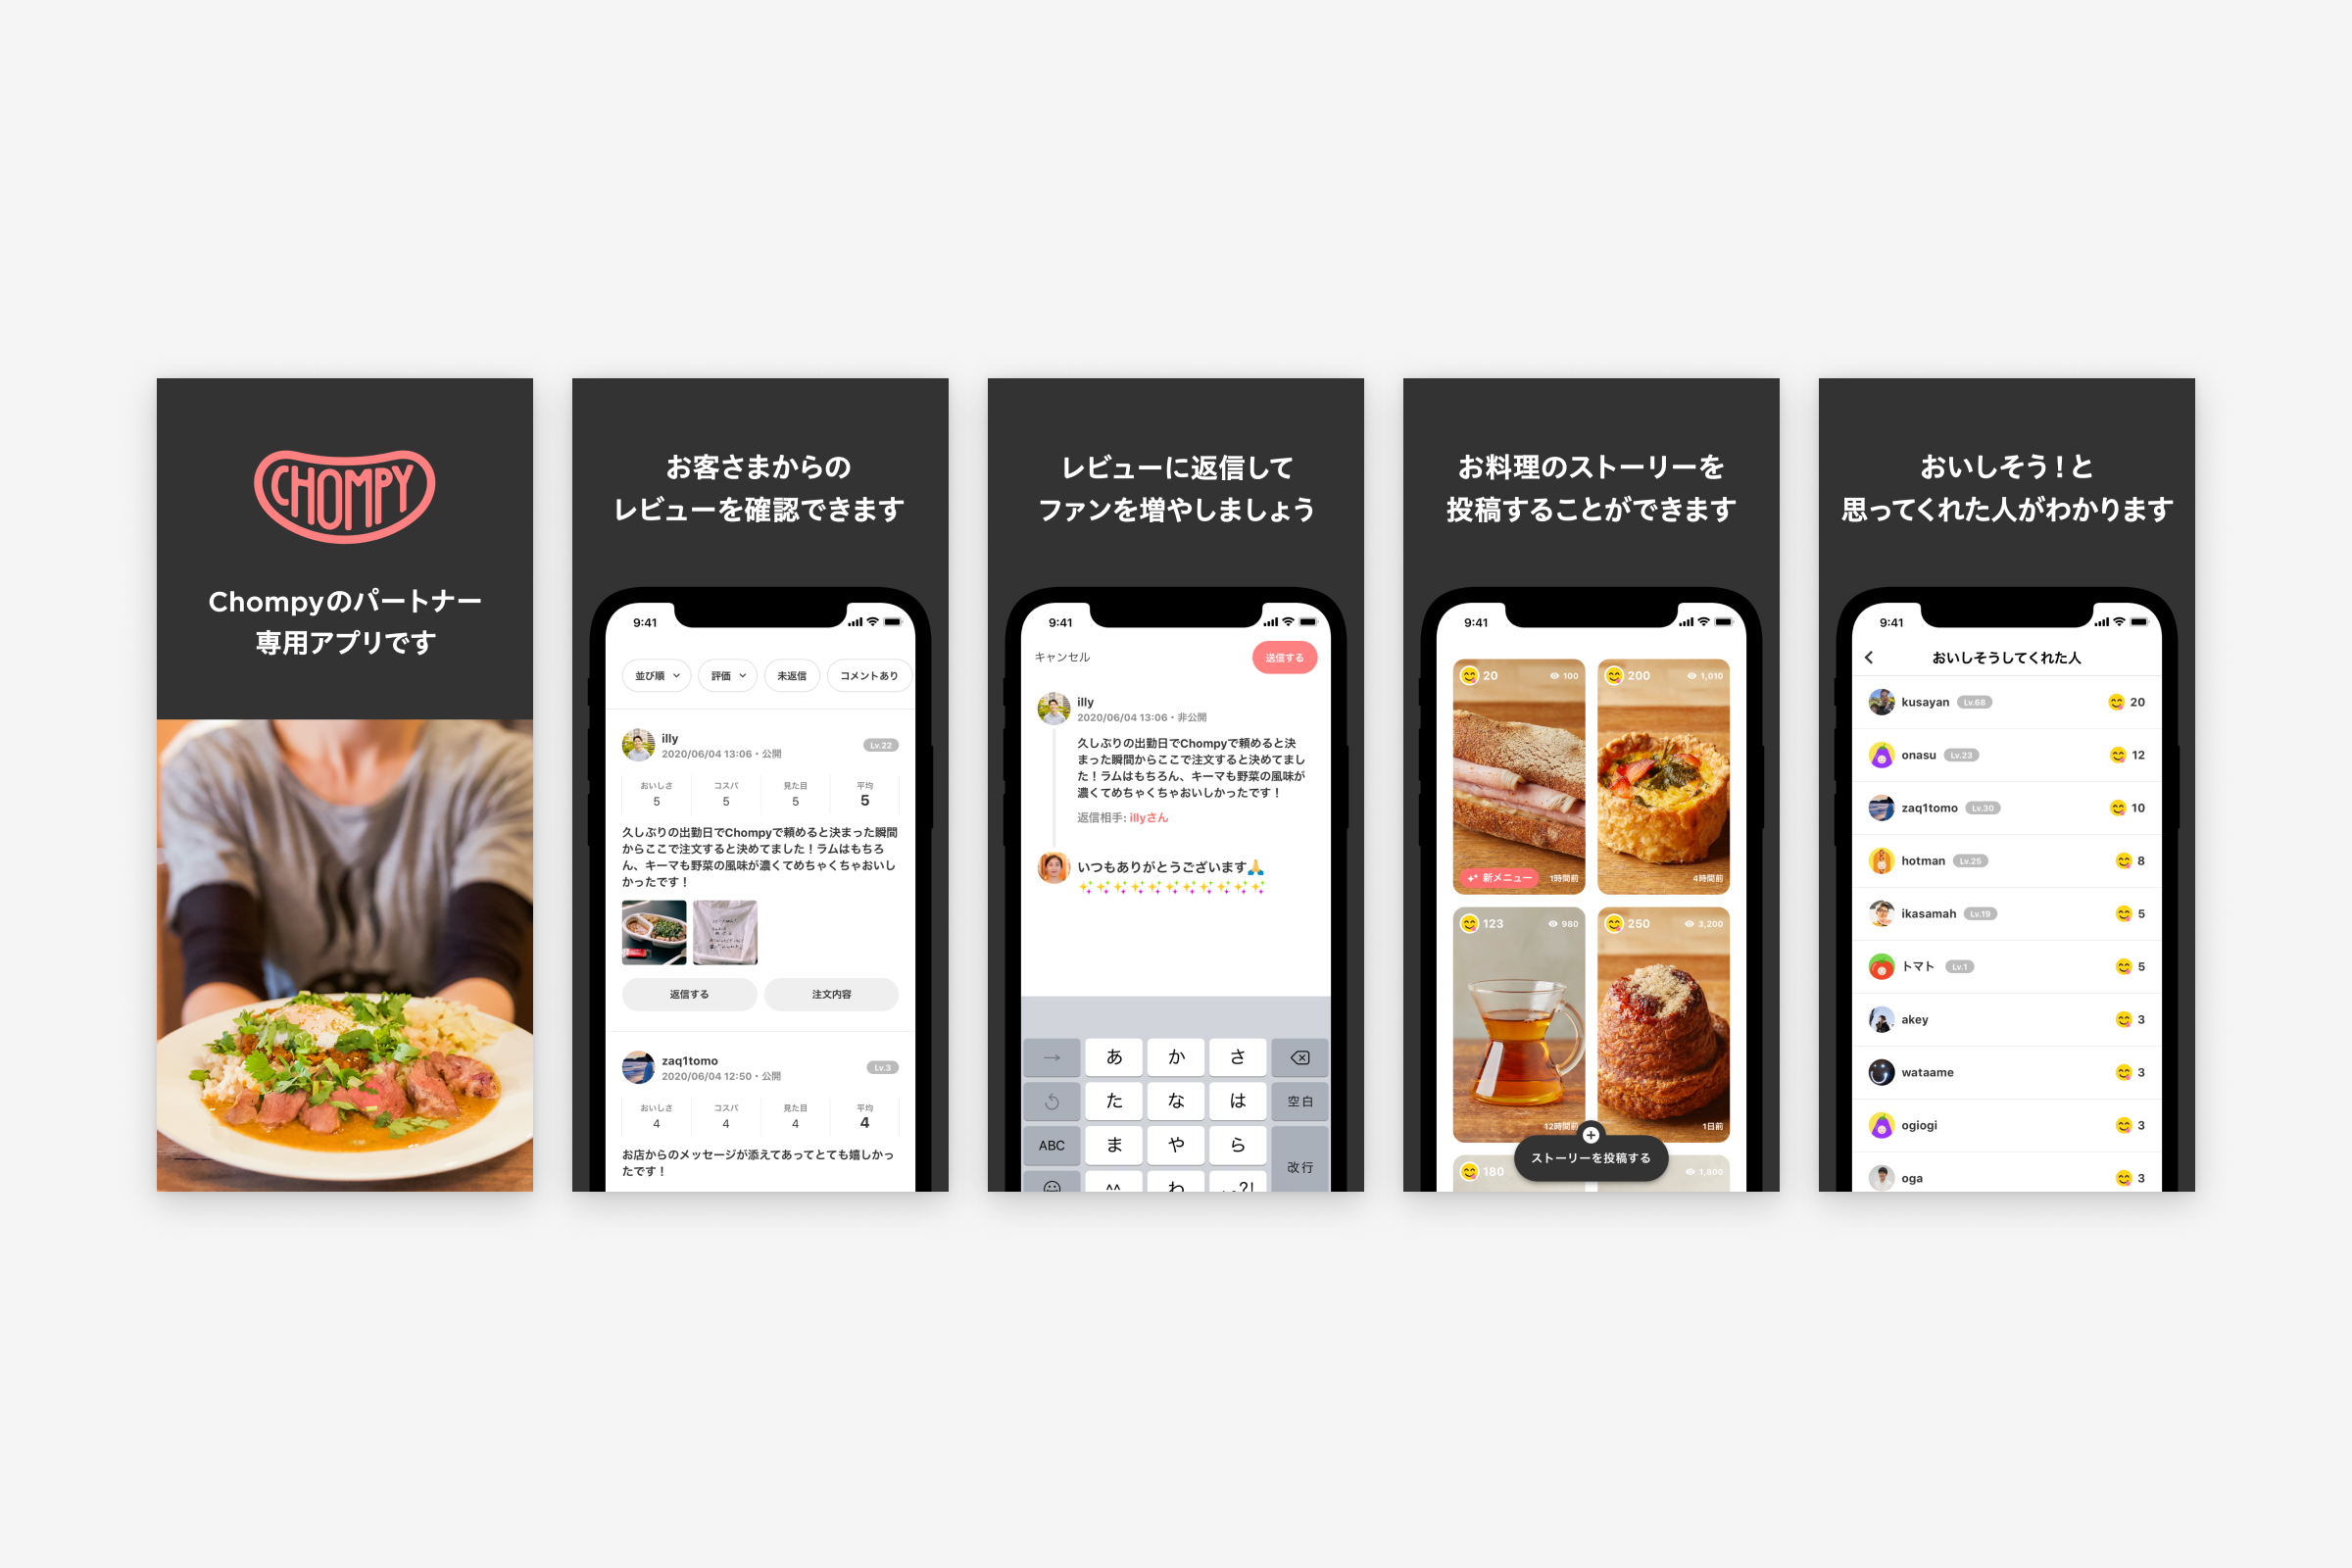 CHOMPY
Chompyのパートナー
専用アプリです
お客さまからの
レビューを確認できます
9:41
並び順
評価
未返信
コメントあり
illy
2020/06/04 13:06・公開
Lv.22
おいしさ
コスパ
見た目
平均
5
5
5
5
久しぶりの出勤日でChompyで頼めると決まった瞬間
からここで注文すると決めてました！ラムはもちろ
ん、キーマも野菜の風味が濃くてめちゃくちゃおいし
かったです！
返信する
注文内容
zaq1tomo
2020/06/04 12:50・公開
Lv.3
おいしさ
コスパ
見た目
平均
4
4
4
4
お店からのメッセージが添えてあってとても嬉しかっ
たです！
レビューに返信して
ファンを増やしましょう
9:41
キャンセル
送信する
illy
2020/06/04 13:06・非公開
久しぶりの出勤日でChompyで頼めると決
まった瞬間からここで注文すると決めてまし
た！ラムはもちろん、キーマも野菜の風味が
濃くてめちゃくちゃおいしかったです！
返信相手: illyさん
いつもありがとうございます🙏
✨✨✨✨✨✨✨✨✨✨✨
→
あ
か
さ
た
な
は
空白
ABC
ま
や
ら
改行
^^
わ
､｡?!
お料理のストーリーを
投稿することができます
9:41
20
100
新メニュー
1時間前
200
1,010
4時間前
123
980
12時間前
250
3,200
1日前
180
1,600
ストーリーを投稿する
おいしそう！と
思ってくれた人がわかります
9:41
おいしそうしてくれた人
kusayan Lv.68 20
onasu Lv.23 12
zaq1tomo Lv.30 10
hotman Lv.25 8
ikasamah Lv.19 5
トマト Lv.1 5
akey 3
wataame 3
ogiogi 3
oga 3